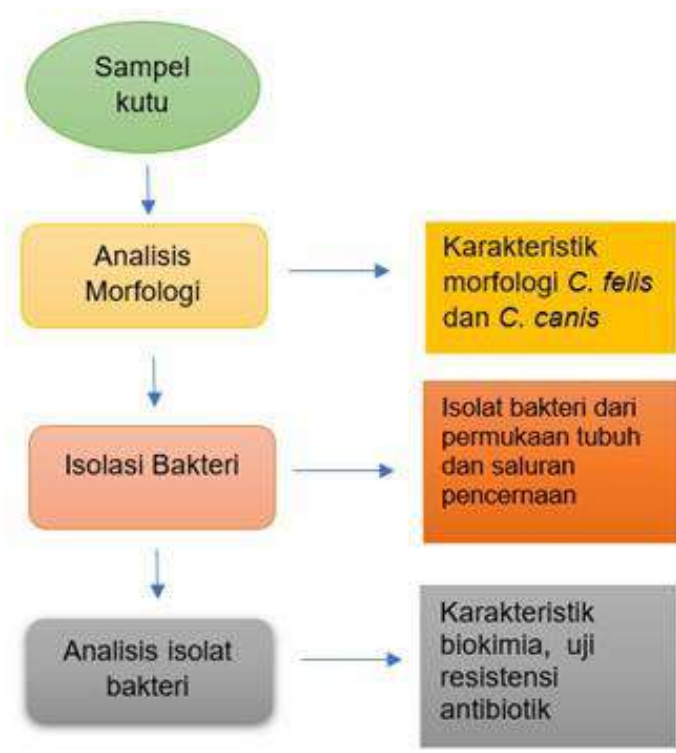 Sampel
kutu
Analisis
Morfologi
Karakteristik
morfologi C. felis
dan C. canis
Isolasi Bakteri
Isolat bakteri dari
permukaan tubuh
dan saluran
pencernaan
Analisis isolat
bakteri
Karakteristik
biokimia, uji
resistensi
antibiotik